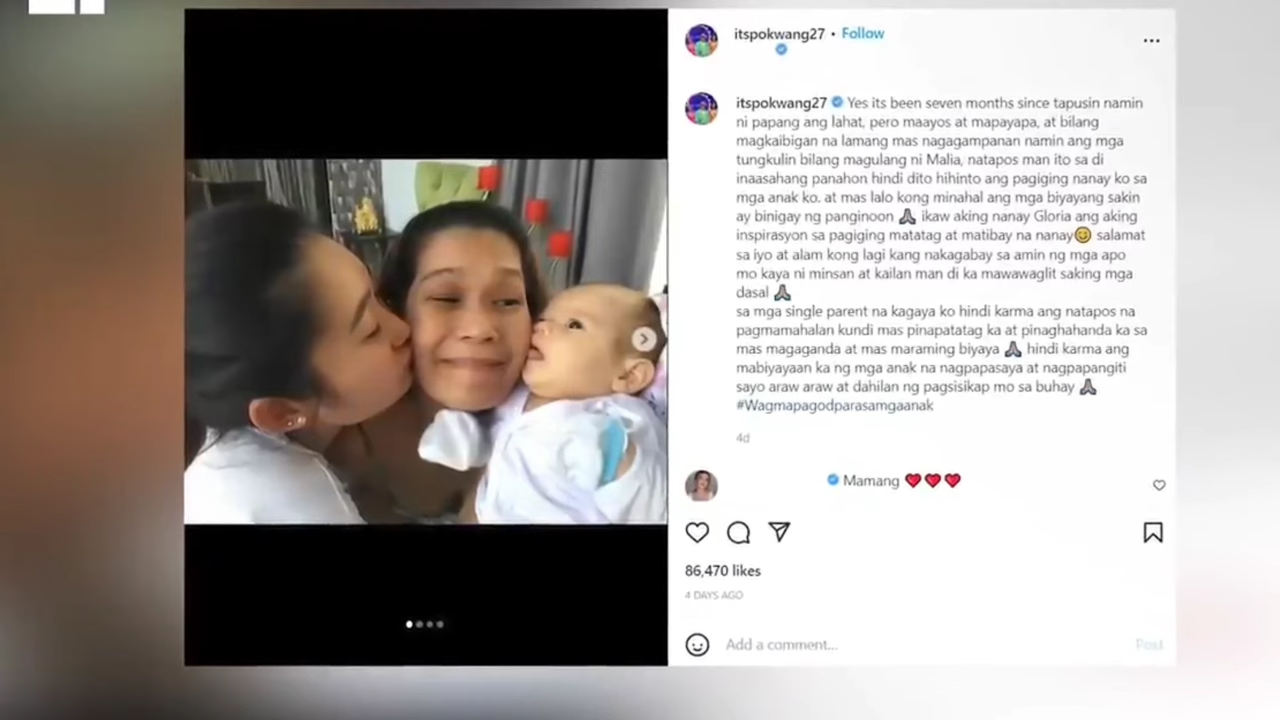 itspokwang27 • Follow
itspokwang27 Yes its been seven months since tapusin namin
ni papang ang lahat, pero maayos at mapayapa, at bilang
magkaibigan na lamang mas nagagampanan namin ang mga
tungkulin bilang magulang ni Malia, natapos man ito sa di
inaasahang panahon hindi dito hihinto ang pagiging nanay ko sa
mga anak ko. at mas lalo kong minahal ang mga biyayang sakin
ay binigay ng panginoon 🙏 ikaw aking nanay Gloria ang aking
inspirasyon sa pagiging matatag at matibay na nanay😊 salamat
sa iyo at alam kong lagi kang nakagabay sa amin ng mga apo
mo kaya ni minsan at kailan man di ka mawawaglit saking mga
dasal 🙏
sa mga single parent na kagaya ko hindi karma ang natapos na
pagmamahalan kundi mas pinapatatag ka at pinaghahanda ka sa
mas magaganda at mas maraming biyaya 🙏 hindi karma ang
mabiyayaan ka ng mga anak na nagpapasaya at nagpapangiti
sayo araw araw at dahilan ng pagsisikap mo sa buhay 🙏
#Wagmapagodparasamgaanak
4d
Mamang ❤️❤️❤️
86,470 likes
4 DAYS AGO
Add a comment...
Post